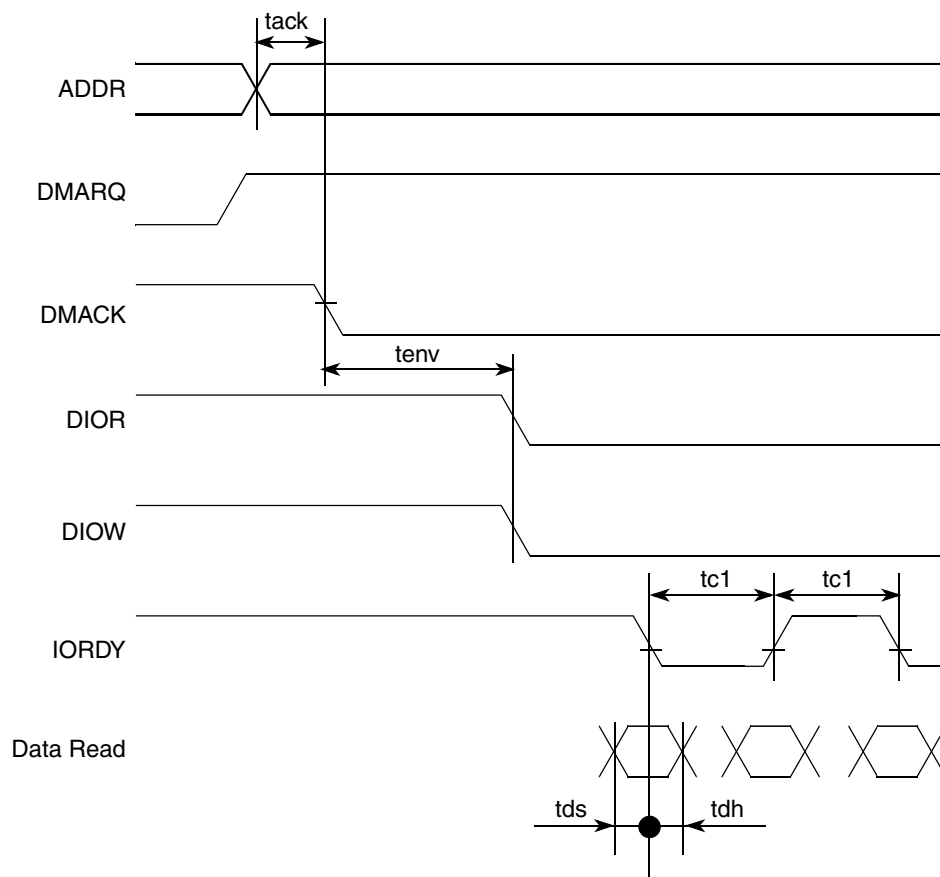 tack
ADDR
DMARQ
DMACK
tenv
DIOR
DIOW
tc1 tc1
IORDY
Data Read
tds tdh